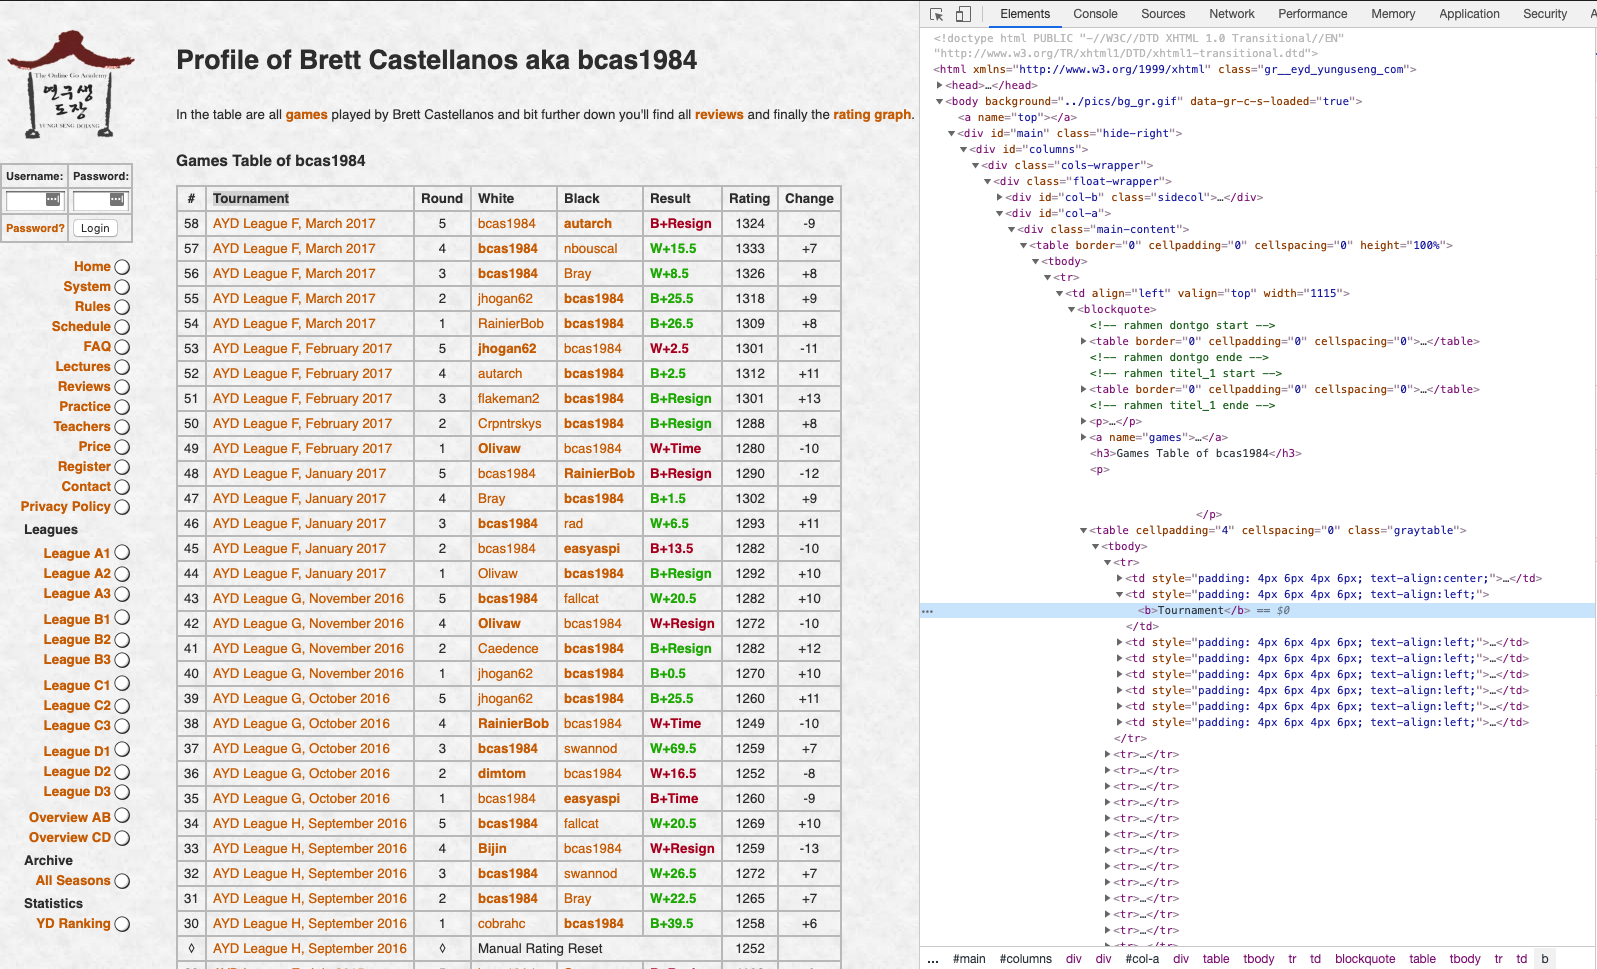 The Online Go Academy
연구생
도장
YUNGUSENG DOJANG
Username: Password:
Password? Login
Home
System
Rules
Schedule
FAQ
Lectures
Reviews
Practice
Teachers
Price
Register
Contact
Privacy Policy
Leagues
League A1
League A2
League A3
League B1
League B2
League B3
League C1
League C2
League C3
League D1
League D2
League D3
Overview AB
Overview CD
Archive
All Seasons
Statistics
YD Ranking
Profile of Brett Castellanos aka bcas1984
In the table are all games played by Brett Castellanos and bit further down you'll find all reviews and finally the rating graph.
Games Table of bcas1984
# Tournament Round White Black Result Rating Change
58 AYD League F, March 2017 5 bcas1984 autarch B+Resign 1324 -9
57 AYD League F, March 2017 4 bcas1984 nbouscal W+15.5 1333 +7
56 AYD League F, March 2017 3 bcas1984 Bray W+8.5 1326 +8
55 AYD League F, March 2017 2 jhogan62 bcas1984 B+25.5 1318 +9
54 AYD League F, March 2017 1 RainierBob bcas1984 B+26.5 1309 +8
53 AYD League F, February 2017 5 jhogan62 bcas1984 W+2.5 1301 -11
52 AYD League F, February 2017 4 autarch bcas1984 B+2.5 1312 +11
51 AYD League F, February 2017 3 flakeman2 bcas1984 B+Resign 1301 +13
50 AYD League F, February 2017 2 Crpntrskys bcas1984 B+Resign 1288 +8
49 AYD League F, February 2017 1 Olivaw bcas1984 W+Time 1280 -10
48 AYD League F, January 2017 5 bcas1984 RainierBob B+Resign 1290 -12
47 AYD League F, January 2017 4 Bray bcas1984 B+1.5 1302 +9
46 AYD League F, January 2017 3 bcas1984 rad W+6.5 1293 +11
45 AYD League F, January 2017 2 bcas1984 easyaspi B+13.5 1282 -10
44 AYD League F, January 2017 1 Olivaw bcas1984 B+Resign 1292 +10
43 AYD League G, November 2016 5 bcas1984 fallcat W+20.5 1282 +10
42 AYD League G, November 2016 4 Olivaw bcas1984 W+Resign 1272 -10
41 AYD League G, November 2016 2 Caedence bcas1984 B+Resign 1282 +12
40 AYD League G, November 2016 1 jhogan62 bcas1984 B+0.5 1270 +10
39 AYD League G, October 2016 5 jhogan62 bcas1984 B+25.5 1260 +11
38 AYD League G, October 2016 4 RainierBob bcas1984 W+Time 1249 -10
37 AYD League G, October 2016 3 bcas1984 swannod W+69.5 1259 +7
36 AYD League G, October 2016 2 dimtom bcas1984 W+16.5 1252 -8
35 AYD League G, October 2016 1 bcas1984 easyaspi B+Time 1260 -9
34 AYD League H, September 2016 5 bcas1984 fallcat W+20.5 1269 +10
33 AYD League H, September 2016 4 Bijin bcas1984 W+Resign 1259 -13
32 AYD League H, September 2016 3 bcas1984 swannod W+26.5 1272 +7
31 AYD League H, September 2016 2 bcas1984 Bray W+22.5 1265 +7
30 AYD League H, September 2016 1 cobrahc bcas1984 B+39.5 1258 +6
◊ AYD League H, September 2016 ◊ Manual Rating Reset 1252
Elements Console Sources Network Performance Memory Application Security A
<!doctype html PUBLIC "-//W3C//DTD XHTML 1.0 Transitional//EN"
"http://www.w3.org/TR/xhtml1/DTD/xhtml1-transitional.dtd">
<html xmlns="http://www.w3.org/1999/xhtml" class="gr__eyd_yunguseng_com">
<head>…</head>
<body background="../pics/bg_gr.gif" data-gr-c-s-loaded="true">
<a name="top"></a>
<div id="main" class="hide-right">
<div id="columns">
<div class="cols-wrapper">
<div class="float-wrapper">
<div id="col-b" class="sidecol">…</div>
<div id="col-a">
<div class="main-content">
<table border="0" cellpadding="0" cellspacing="0" height="100%">
<tbody>
<tr>
<td align="left" valign="top" width="1115">
<blockquote>
<!-- rahmen dontgo start -->
<table border="0" cellpadding="0" cellspacing="0">…</table>
<!-- rahmen dontgo ende -->
<!-- rahmen titel_1 start -->
<table border="0" cellpadding="0" cellspacing="0">…</table>
<!-- rahmen titel_1 ende -->
<p>…</p>
<a name="games">…</a>
<h3>Games Table of bcas1984</h3>
<p>
</p>
<table cellpadding="4" cellspacing="0" class="graytable">
<tbody>
<tr>
<td style="padding: 4px 6px 4px 6px; text-align:center;">…</td>
<td style="padding: 4px 6px 4px 6px; text-align:left;">
… <b>Tournament</b> == $0
</td>
<td style="padding: 4px 6px 4px 6px; text-align:left;">…</td>
<td style="padding: 4px 6px 4px 6px; text-align:left;">…</td>
<td style="padding: 4px 6px 4px 6px; text-align:left;">…</td>
<td style="padding: 4px 6px 4px 6px; text-align:left;">…</td>
<td style="padding: 4px 6px 4px 6px; text-align:left;">…</td>
<td style="padding: 4px 6px 4px 6px; text-align:left;">…</td>
</tr>
<tr>…</tr>
<tr>…</tr>
<tr>…</tr>
<tr>…</tr>
<tr>…</tr>
<tr>…</tr>
<tr>…</tr>
<tr>…</tr>
<tr>…</tr>
<tr>…</tr>
<tr>…</tr>
<tr>…</tr>
… #main #columns div div #col-a div table tbody tr td blockquote table tbody tr td b